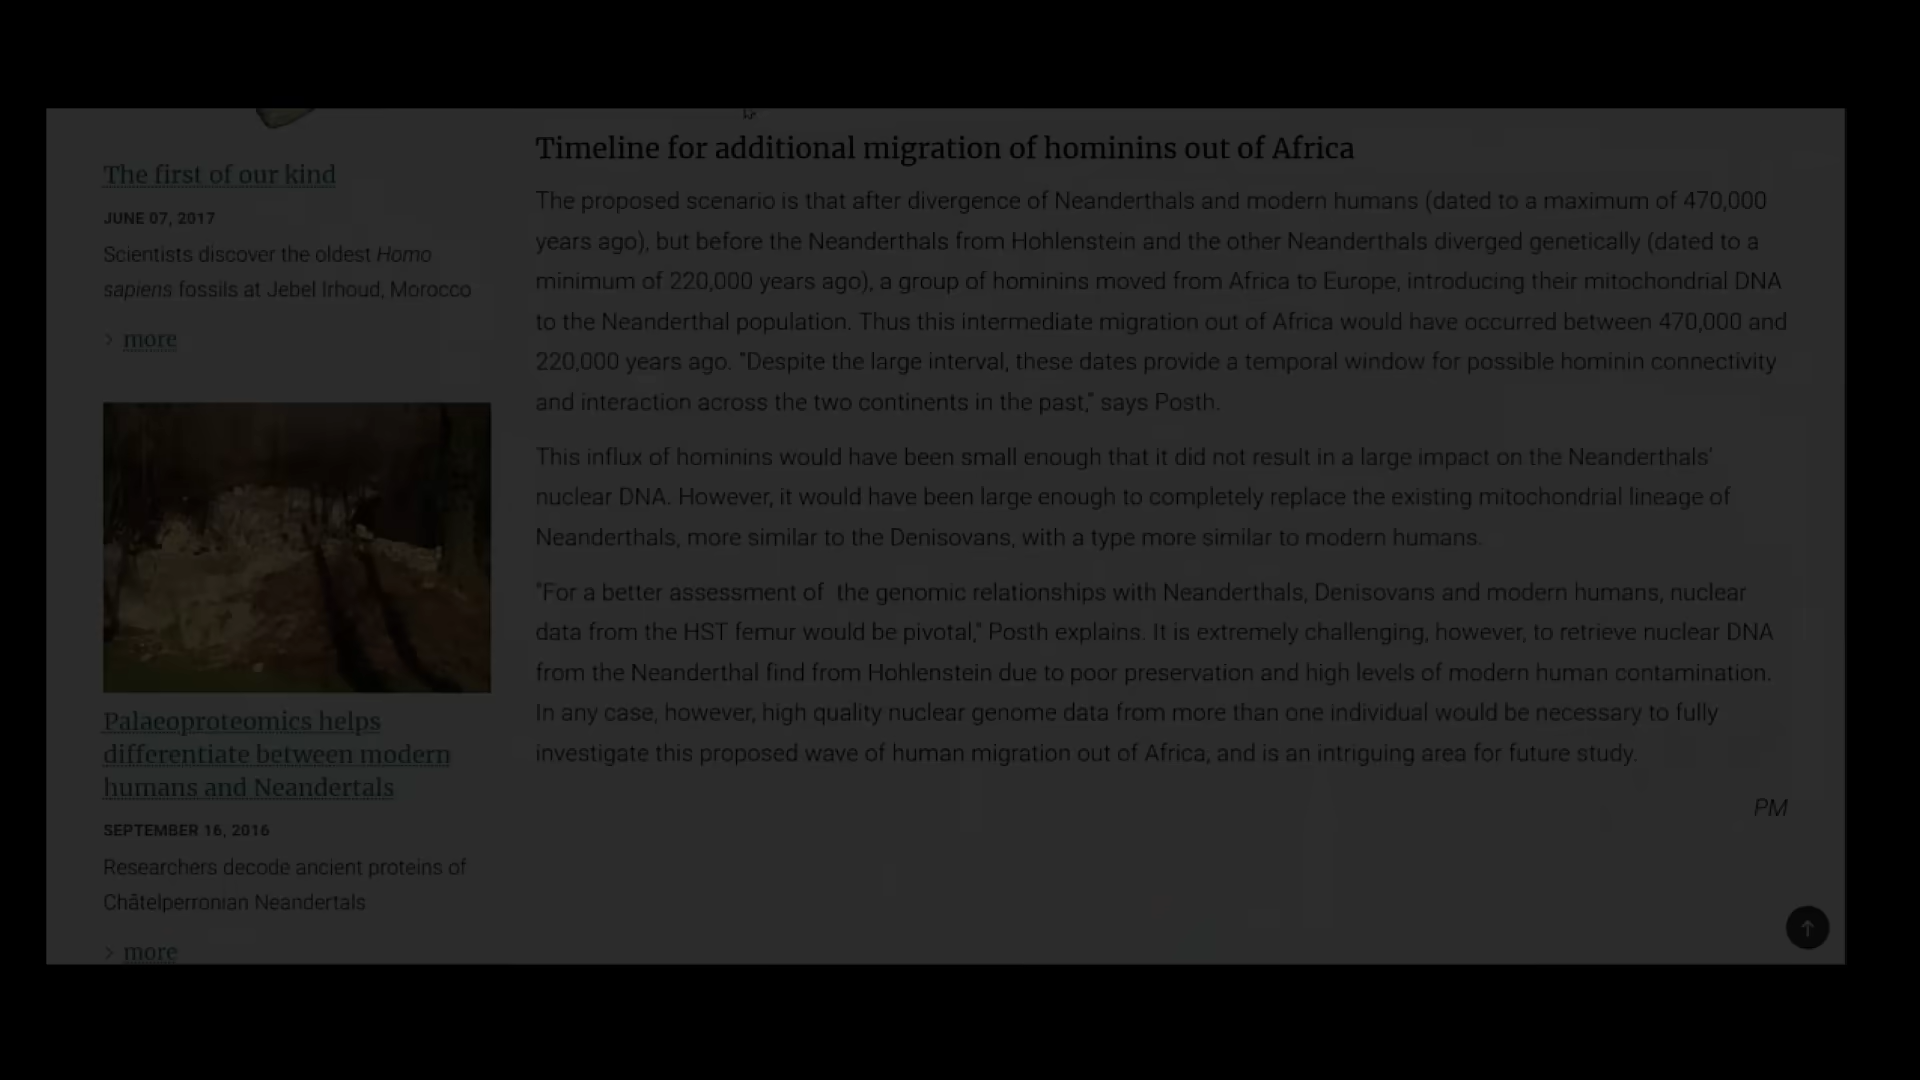 The first of our kind
JUNE 07, 2017
Scientists discover the oldest Homo
sapiens fossils at Jebel Irhoud, Morocco
> more
Palaeoproteomics helps
differentiate between modern
humans and Neandertals
SEPTEMBER 16, 2016
Researchers decode ancient proteins of
Châtelperronian Neandertals
> more
Timeline for additional migration of hominins out of Africa
The proposed scenario is that after divergence of Neanderthals and modern humans (dated to a maximum of 470,000
years ago), but before the Neanderthals from Hohlenstein and the other Neanderthals diverged genetically (dated to a
minimum of 220,000 years ago), a group of hominins moved from Africa to Europe, introducing their mitochondrial DNA
to the Neanderthal population. Thus this intermediate migration out of Africa would have occurred between 470,000 and
220,000 years ago. "Despite the large interval, these dates provide a temporal window for possible hominin connectivity
and interaction across the two continents in the past," says Posth.
This influx of hominins would have been small enough that it did not result in a large impact on the Neanderthals'
nuclear DNA. However, it would have been large enough to completely replace the existing mitochondrial lineage of
Neanderthals, more similar to the Denisovans, with a type more similar to modern humans.
"For a better assessment of the genomic relationships with Neanderthals, Denisovans and modern humans, nuclear
data from the HST femur would be pivotal," Posth explains. It is extremely challenging, however, to retrieve nuclear DNA
from the Neanderthal find from Hohlenstein due to poor preservation and high levels of modern human contamination.
In any case, however, high quality nuclear genome data from more than one individual would be necessary to fully
investigate this proposed wave of human migration out of Africa, and is an intriguing area for future study.
PM